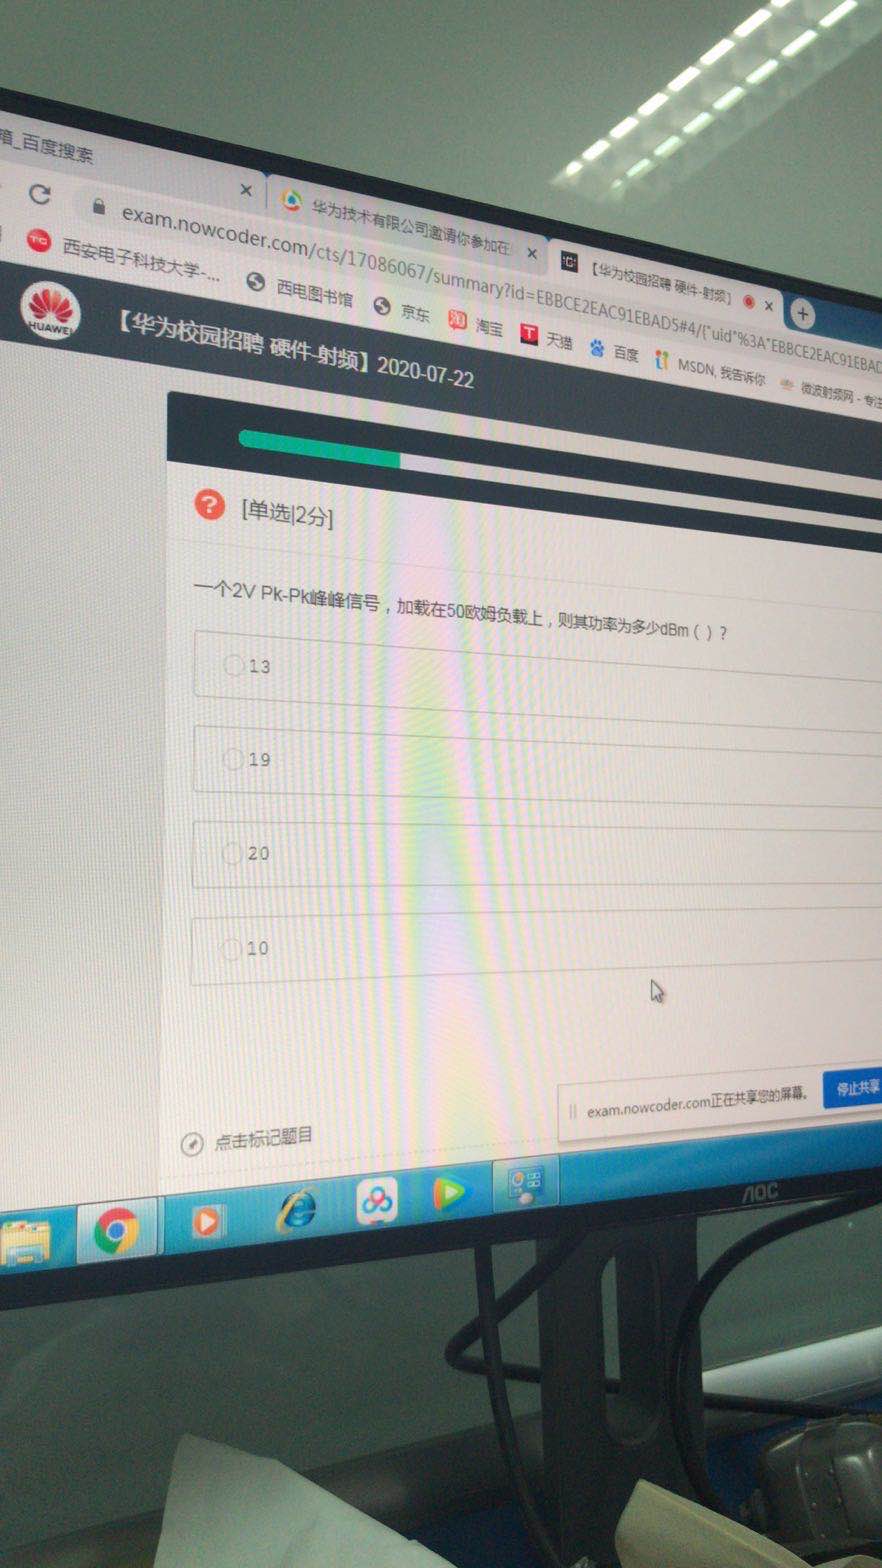 箱_百度搜索
华为技术有限公司邀请你参加在
【华为校园招聘 硬件-射频】
exam.nowcoder.com/cts/17086067/summary?id=EBBCE2EAC91EBAD5#4/{"uid"%3A"EBBCE2EAC91EBAD
西安电子科技大学-...
西电图书馆
京东
淘
淘宝
T
天猫
百度
MSDN, 我告诉你
微波射频网 - 专注
HUAWEI
【华为校园招聘 硬件-射频】2020-07-22
?
[单选|2分]
一个2V Pk-Pk峰峰信号，加载在50欧姆负载上，则其功率为多少dBm ( ) ?
13
19
20
10
exam.nowcoder.com正在共享您的屏幕。
停止共享
点击标记题目
AOC